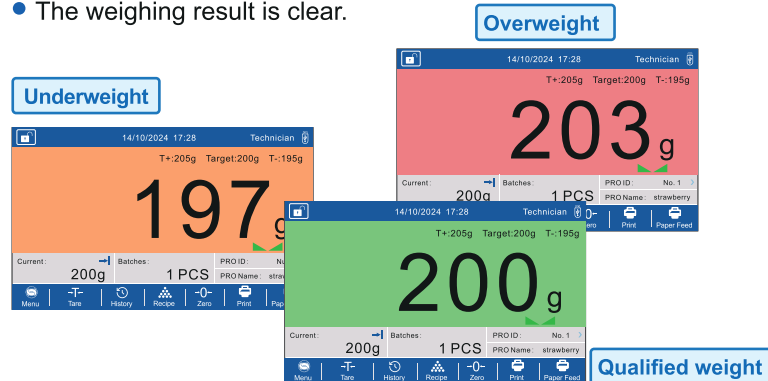 The weighing result is clear.
Overweight
14/10/2024 17:28 Technician
T+:205g Target:200g T-:195g
203 g
Current: Batches: PRO ID: No. 1
200g 1 PCS PRO Name: strawberry
Print Paper Feed
Underweight
14/10/2024 17:28 Technician
T+:205g Target:200g T-:195g
197
Current: Batches: PRO ID:
200g 1 PCS PRO Name:
Menu Tare History Recipe Zero Print
14/10/2024 17:28 Technician
T+:205g Target:200g T-:195g
200 g
Current: Batches: PRO ID: No. 1
200g 1 PCS PRO Name: strawberry
Menu Tare History Recipe Zero Print Paper Feed
Qualified weight